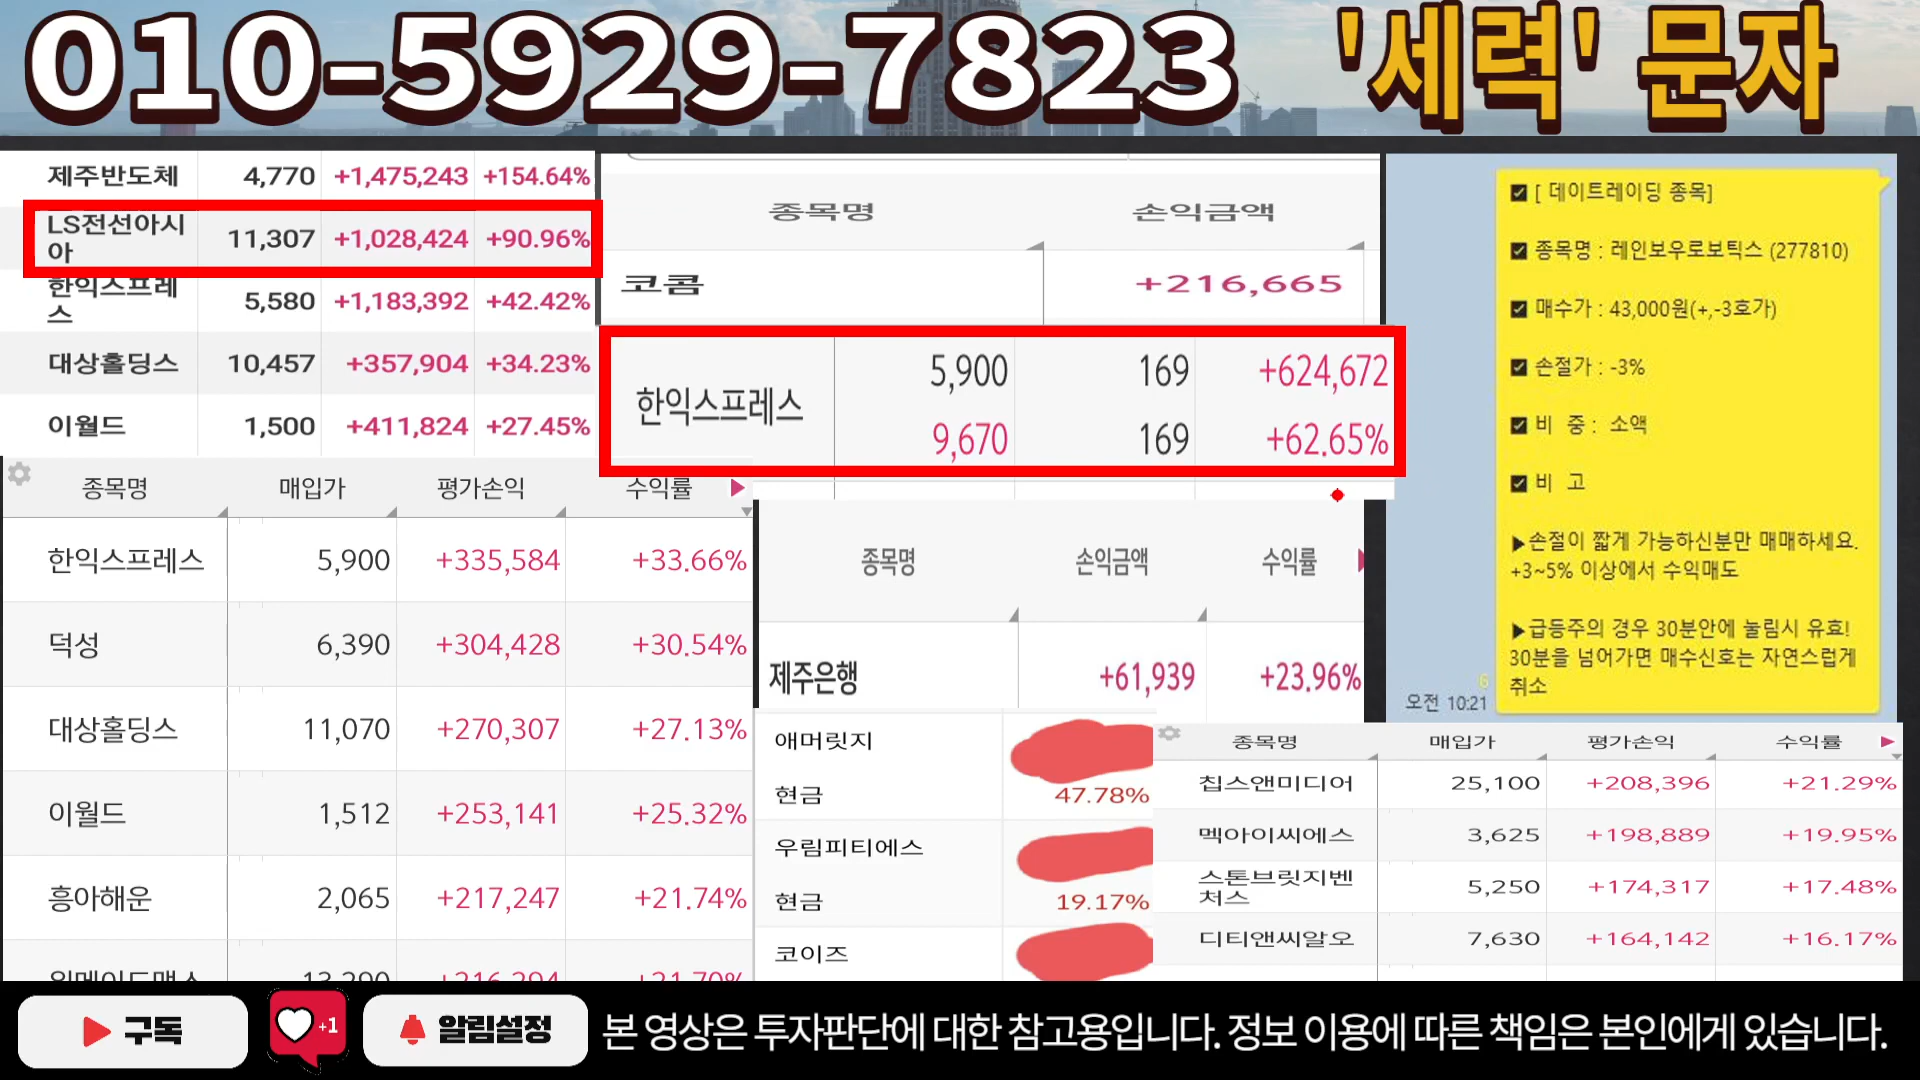 010-5929-7823 '세력' 문자
제주반도체 4,770 +1,475,243 +154.64%
LS전선아시아 11,307 +1,028,424 +90.96%
한익스프레스 5,580 +1,183,392 +42.42%
대상홀딩스 10,457 +357,904 +34.23%
이월드 1,500 +411,824 +27.45%
종목명 손익금액
코콤 +216,665
한익스프레스 5,900 169 +624,672
9,670 169 +62.65%
[ 데이트레이딩 종목]
종목명 : 레인보우로보틱스 (277810)
매수가 : 43,000원(+,-3호가)
손절가 : -3%
비 중 : 소액
비 고
▶손절이 짧게 가능하신분만 매매하세요.
+3~5% 이상에서 수익매도
▶급등주의 경우 30분안에 눌림시 유효!
30분을 넘어가면 매수신호는 자연스럽게
취소
6
오전 10:21
종목명 매입가 평가손익 수익률
한익스프레스 5,900 +335,584 +33.66%
덕성 6,390 +304,428 +30.54%
대상홀딩스 11,070 +270,307 +27.13%
이월드 1,512 +253,141 +25.32%
흥아해운 2,065 +217,247 +21.74%
종목명 손익금액 수익률
제주은행 +61,939 +23.96%
애머릿지
현금 47.78%
우림피티에스
현금 19.17%
코이즈
종목명 매입가 평가손익 수익률
칩스앤미디어 25,100 +208,396 +21.29%
멕아이씨에스 3,625 +198,889 +19.95%
스톤브릿지벤
처스 5,250 +174,317 +17.48%
디티앤씨알오 7,630 +164,142 +16.17%
구독
+1
알림설정
본 영상은 투자판단에 대한 참고용입니다. 정보 이용에 따른 책임은 본인에게 있습니다.